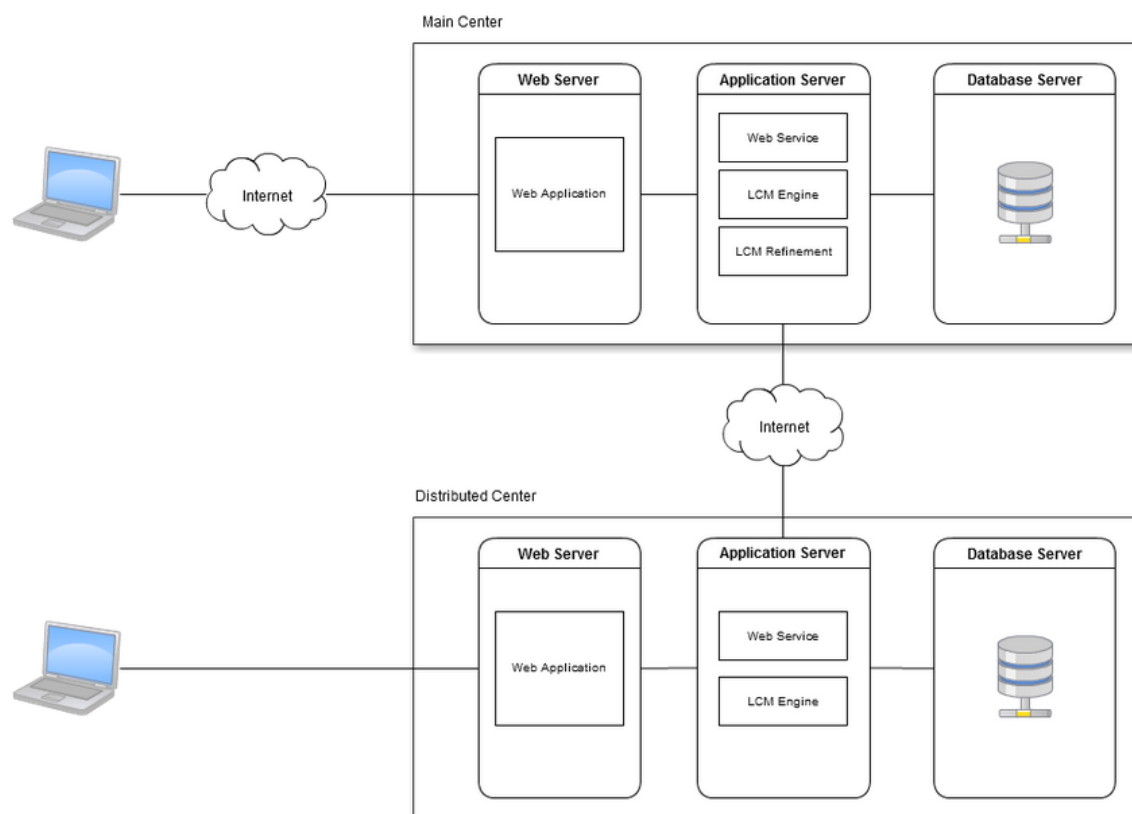 Main Center
Web Server
Application Server
Database Server
Web Service
Web Application
LCM Engine
Internet
LCM Refinement
Internet
Distributed Center
Web Server
Application Server
Database Server
Web Service
Web Application
LCM Engine